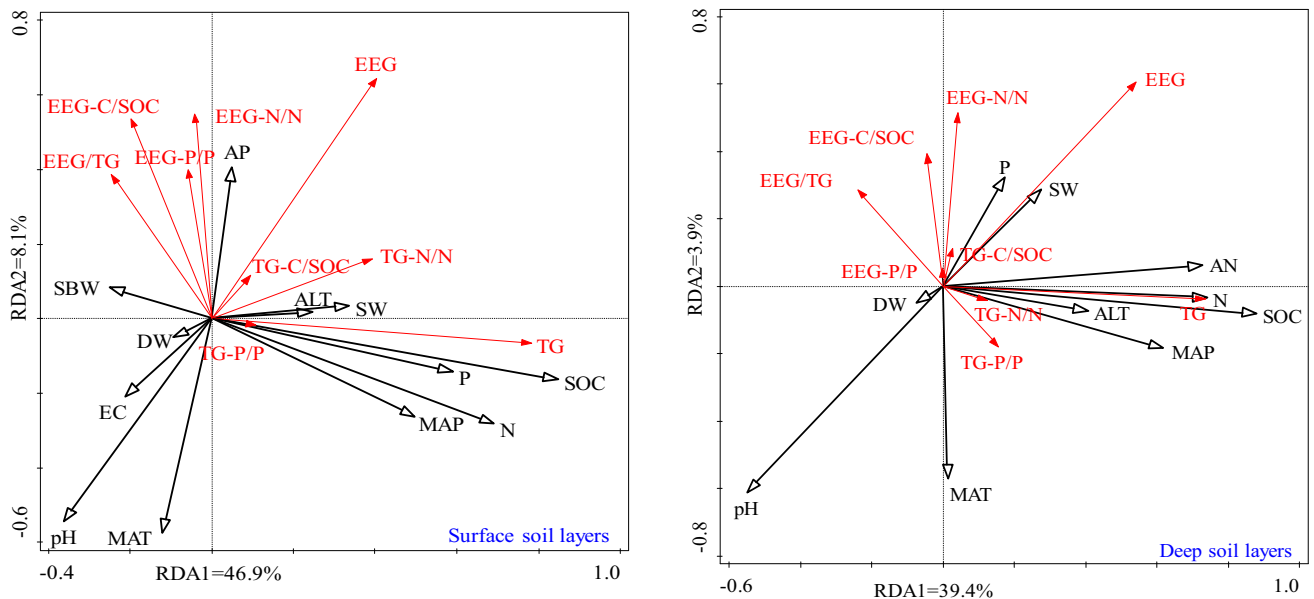 0.8
EEG
EEG-C/SOC
EEG-N/N
EEG/TG
EEG-P/P
AP
TG-N/N
TG-C/SOC
SBW
ALT
SW
DW
TG-P/P
TG
P
SOC
EC
MAP
N
pH
MAT
Surface soil layers
-0.6
-0.4
1.0
RDA1=46.9%
RDA2=8.1%
0.8
EEG
EEG-N/N
EEG-C/SOC
P
EEG/TG
SW
TG-C/SOC
EEG-P/P
AN
DW
N
TG-N/N
ALT
TG
SOC
TG-P/P
MAP
pH
MAT
Deep soil layers
-0.8
-0.6
1.0
RDA1=39.4%
RDA2=3.9%